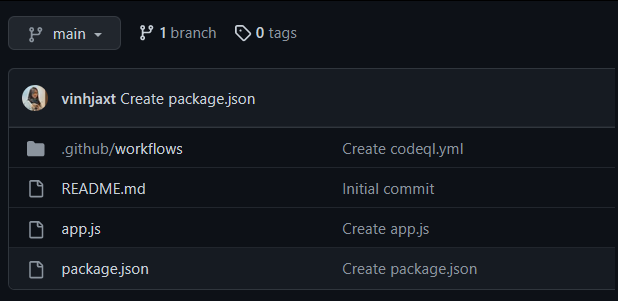 main 1 branch 0 tags
vinhjaxt Create package.json
.github/workflows Create codeql.yml
README.md Initial commit
app.js Create app.js
package.json Create package.json